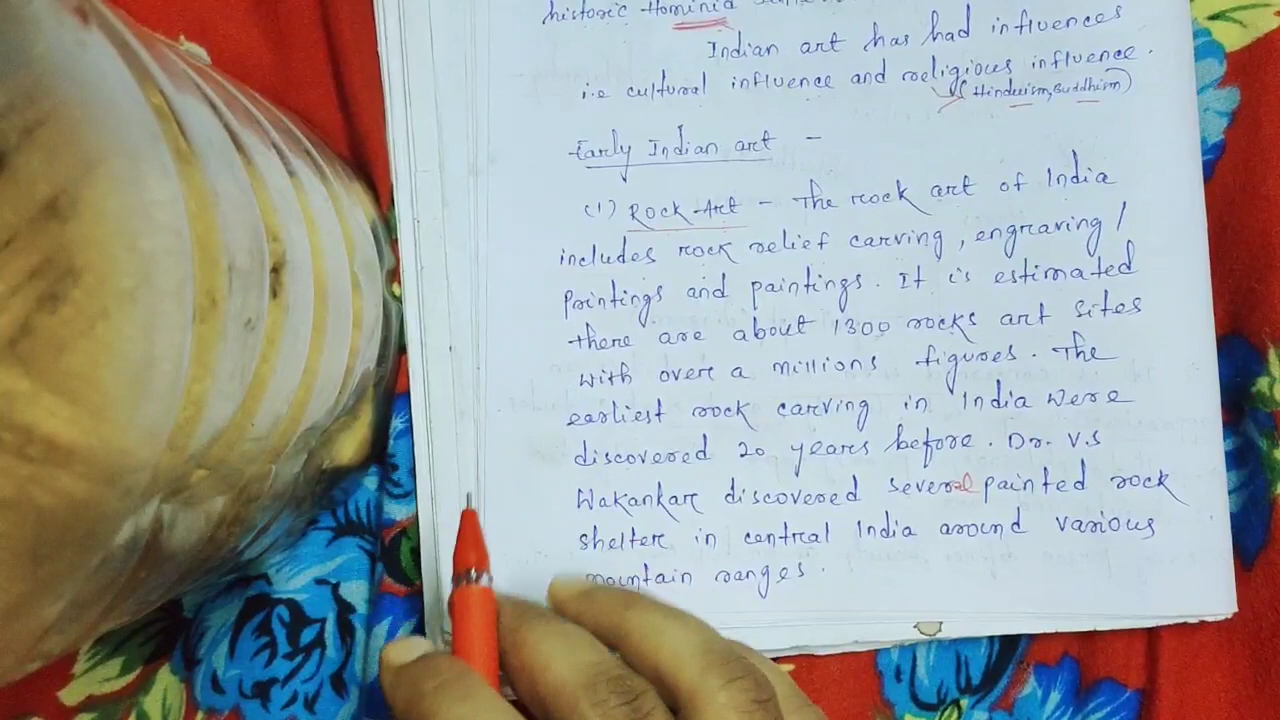 historic Hominid
Indian art has had influences
i.e cultural influence and religious influence.
(Hinduism, Buddhism)
Early Indian art -
(1) Rock-Art - The rock art of India
includes rock relief carving, engraving /
Printings and paintings. It is estimated
there are about 1300 rocks art sites
with over a millions figures. The
earliest rock carving in India were
discovered 20 years before. Dr. V.S
Wakankar discovered several painted rock
shelter in central India around various
mountain ranges.